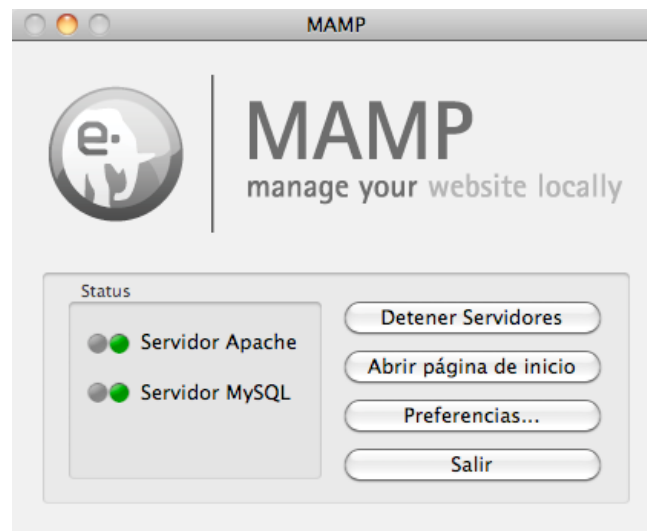 MAMP
e.
MAMP
manage your website locally
Status
Servidor Apache
Servidor MySQL
Detener Servidores
Abrir página de inicio
Preferencias...
Salir